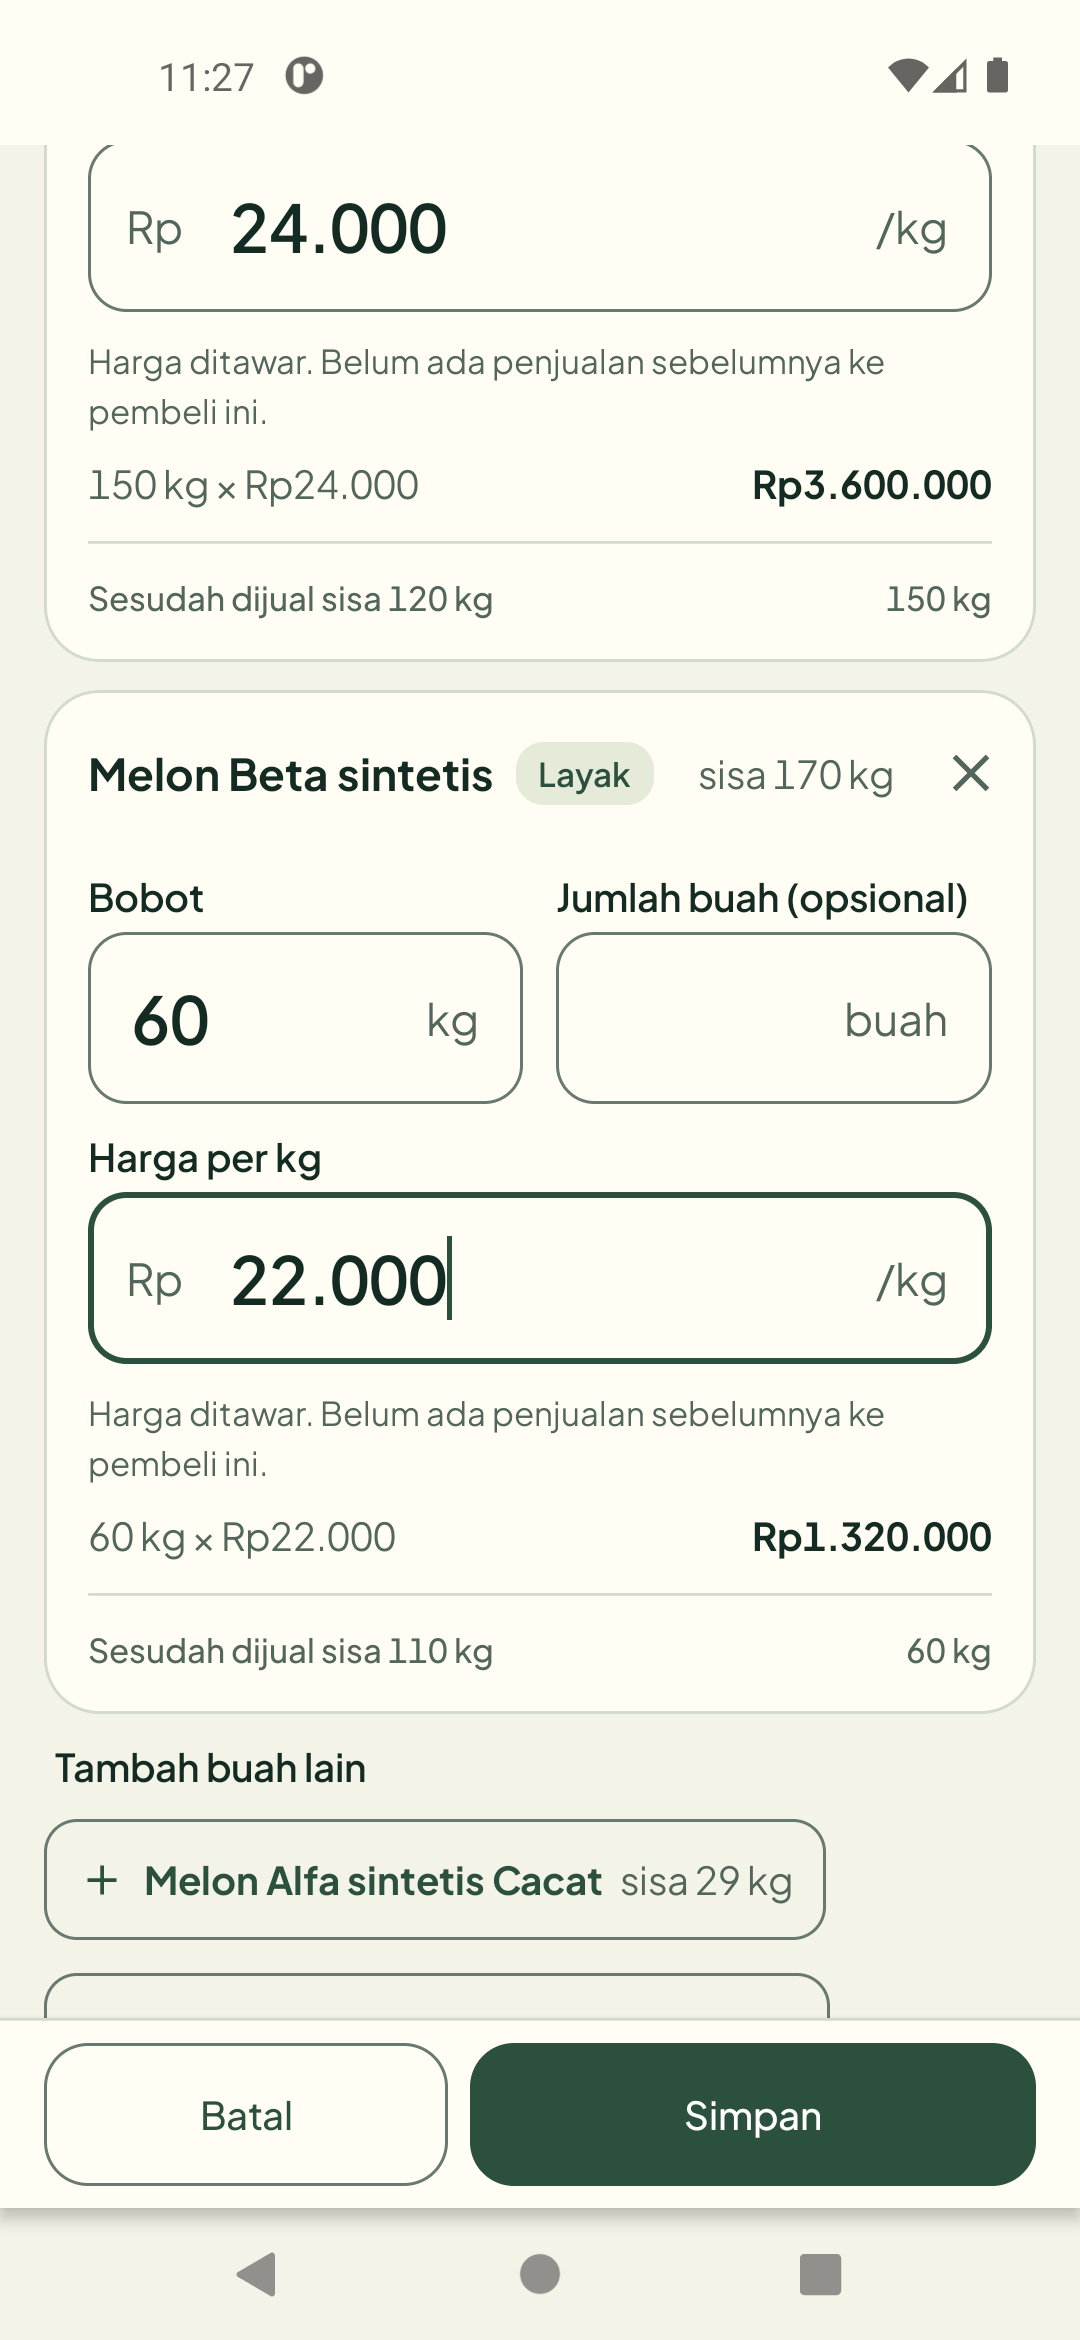 11:27
Rp 24.000 /kg
Harga ditawar. Belum ada penjualan sebelumnya ke
pembeli ini.
150 kg × Rp24.000 Rp3.600.000
Sesudah dijual sisa 120 kg 150 kg
Melon Beta sintetis Layak sisa 170 kg
Bobot Jumlah buah (opsional)
60 kg buah
Harga per kg
Rp 22.000 /kg
Harga ditawar. Belum ada penjualan sebelumnya ke
pembeli ini.
60 kg × Rp22.000 Rp1.320.000
Sesudah dijual sisa 110 kg 60 kg
Tambah buah lain
+ Melon Alfa sintetis Cacat sisa 29 kg
Batal Simpan